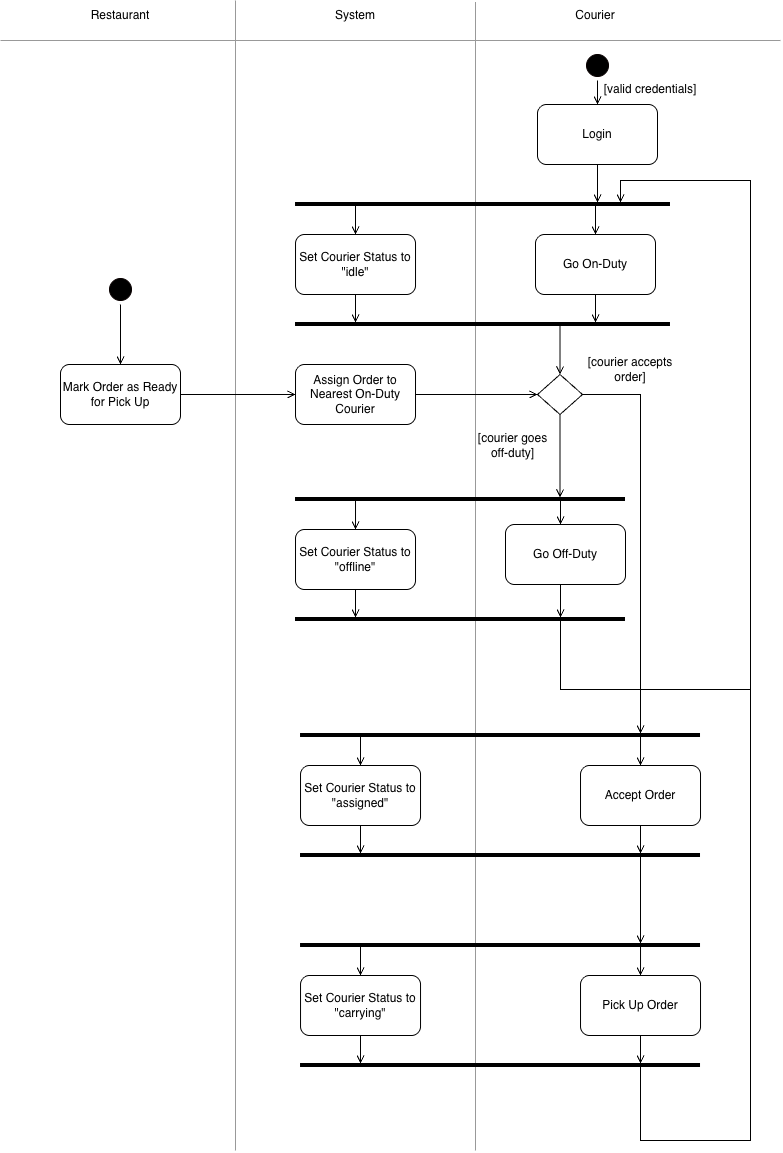 Restaurant
System
Courier
[valid credentials]
Login
Set Courier Status to
"idle"
Go On-Duty
Mark Order as Ready
for Pick Up
Assign Order to
Nearest On-Duty
Courier
[courier accepts
order]
[courier goes
off-duty]
Set Courier Status to
"offline"
Go Off-Duty
Set Courier Status to
"assigned"
Accept Order
Set Courier Status to
"carrying"
Pick Up Order